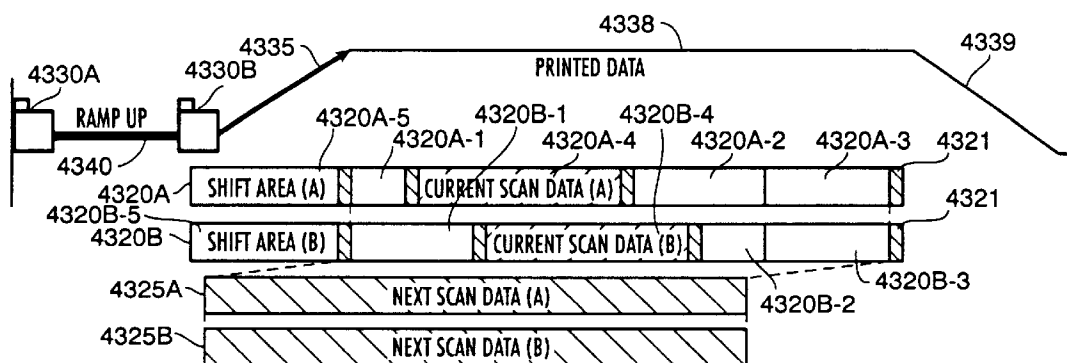 4335
4338
4339
4330A
4330B
PRINTED DATA
RAMP UP
4320B-1
4320B-4
4320A-5
4320A-1
4320A-4
4320A-2
4320A-3
4321
4340
4320A
SHIFT AREA (A)
CURRENT SCAN DATA (A)
4320B-5
4321
4320B
SHIFT AREA (B)
CURRENT SCAN DATA (B)
4320B-2
4320B-3
4325A
NEXT SCAN DATA (A)
4325B
NEXT SCAN DATA (B)